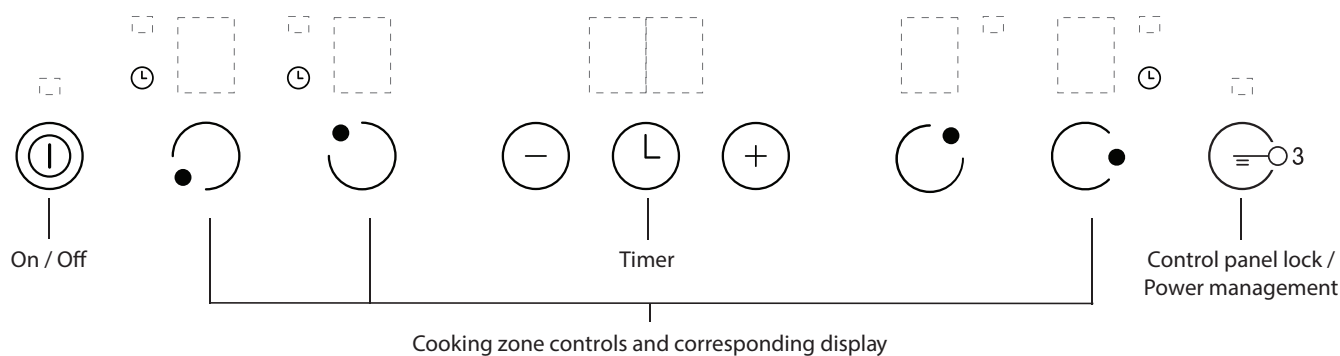 3
On / Off
Timer
Control panel lock /
Power management
Cooking zone controls and corresponding display